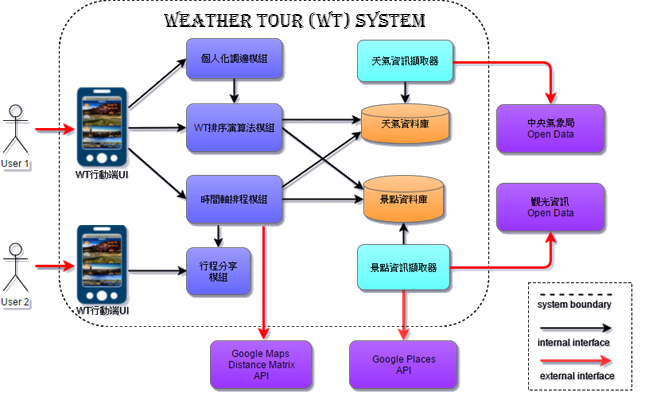 WEATHER TOUR (WT) SYSTEM
個人化調適模組
天氣資訊擷取器
WT排序演算法模組
天氣資料庫
中央氣象局
Open Data
User 1
WT行動端UI
時間軸排程模組
景點資料庫
觀光資訊
Open Data
行程分享
模組
景點資訊擷取器
User 2
WT行動端UI
system boundary
internal interface
external interface
Google Maps
Distance Matrix
API
Google Places
API